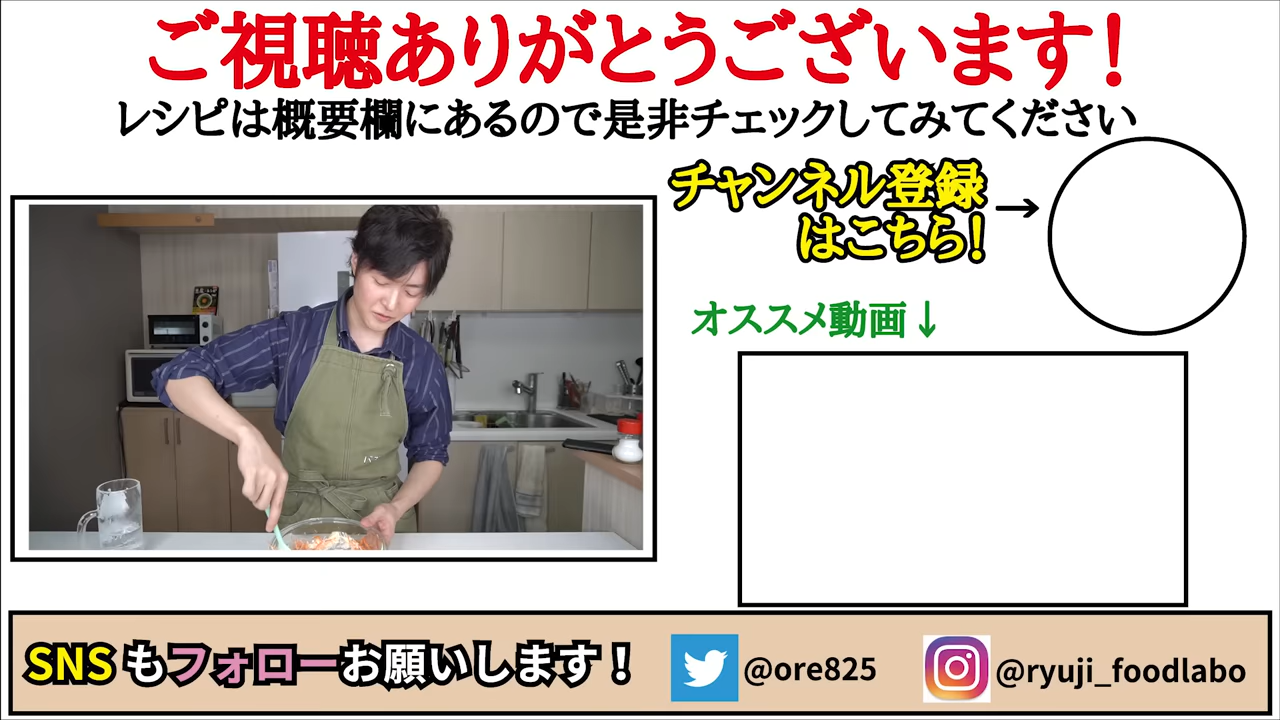 ご視聴ありがとうございます!
レシピは概要欄にあるので是非チェックしてみてください
チャンネル登録
はこちら!
→
オススメ動画↓
SNSもフォローお願いします!
@ore825
@ryuji_foodlabo